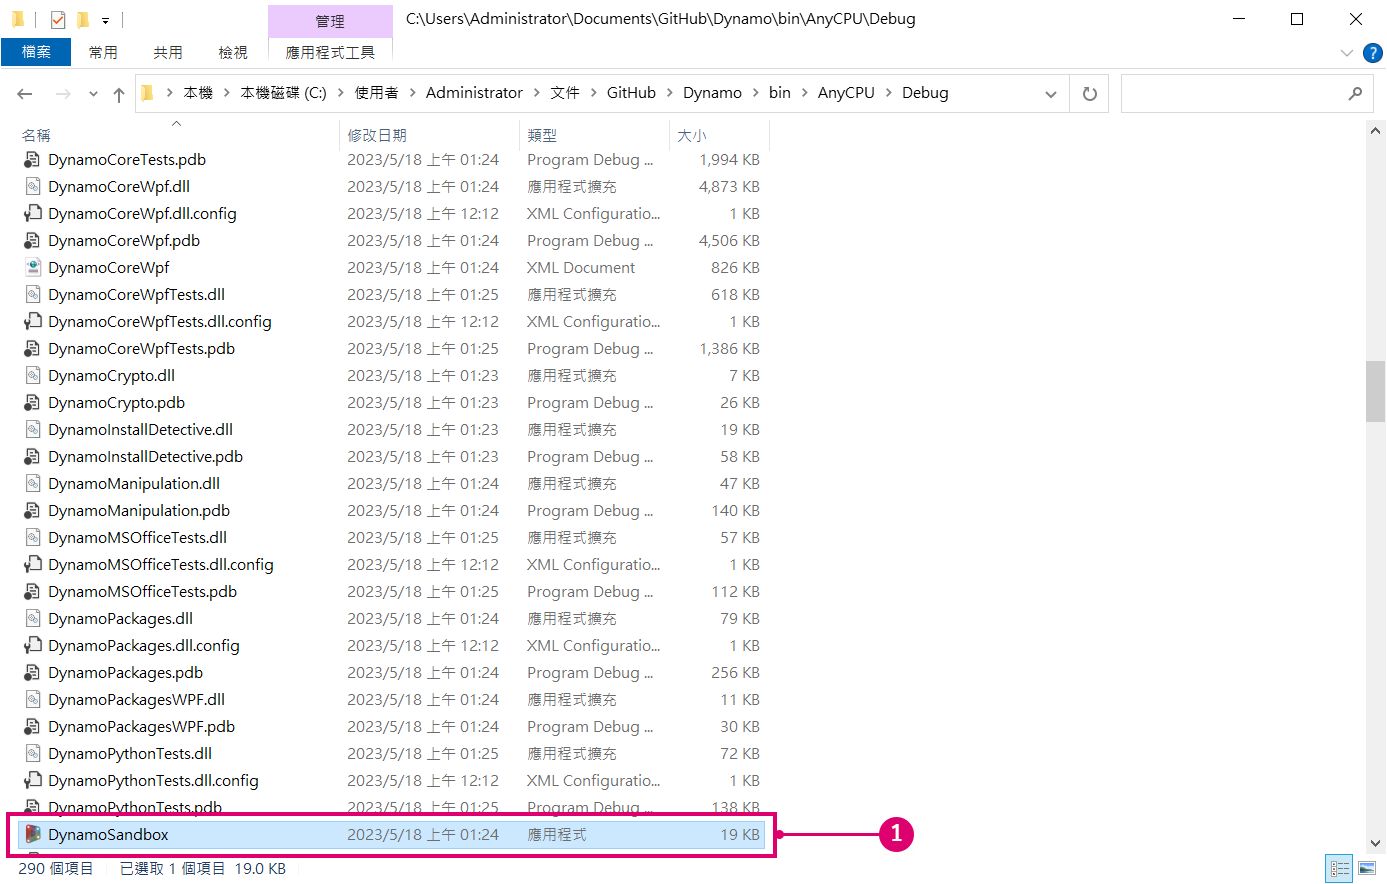 管理
C:\Users\Administrator\Documents\GitHub\Dynamo\bin\AnyCPU\Debug
檔案 常用 共用 檢視 應用程式工具
?
本機 本機磁碟 (C:) 使用者 Administrator 文件 GitHub Dynamo bin AnyCPU Debug
名稱 修改日期 類型 大小
DynamoCoreTests.pdb 2023/5/18 上午 01:24 Program Debug ... 1,994 KB
DynamoCoreWpf.dll 2023/5/18 上午 01:24 應用程式擴充 4,873 KB
DynamoCoreWpf.dll.config 2023/5/18 上午 12:12 XML Configuratio... 1 KB
DynamoCoreWpf.pdb 2023/5/18 上午 01:24 Program Debug ... 4,506 KB
DynamoCoreWpf 2023/5/18 上午 01:24 XML Document 826 KB
DynamoCoreWpfTests.dll 2023/5/18 上午 01:25 應用程式擴充 618 KB
DynamoCoreWpfTests.dll.config 2023/5/18 上午 12:12 XML Configuratio... 1 KB
DynamoCoreWpfTests.pdb 2023/5/18 上午 01:25 Program Debug ... 1,386 KB
DynamoCrypto.dll 2023/5/18 上午 01:23 應用程式擴充 7 KB
DynamoCrypto.pdb 2023/5/18 上午 01:23 Program Debug ... 26 KB
DynamoInstallDetective.dll 2023/5/18 上午 01:23 應用程式擴充 19 KB
DynamoInstallDetective.pdb 2023/5/18 上午 01:23 Program Debug ... 58 KB
DynamoManipulation.dll 2023/5/18 上午 01:24 應用程式擴充 47 KB
DynamoManipulation.pdb 2023/5/18 上午 01:24 Program Debug ... 140 KB
DynamoMSOfficeTests.dll 2023/5/18 上午 01:25 應用程式擴充 57 KB
DynamoMSOfficeTests.dll.config 2023/5/18 上午 12:12 XML Configuratio... 1 KB
DynamoMSOfficeTests.pdb 2023/5/18 上午 01:25 Program Debug ... 112 KB
DynamoPackages.dll 2023/5/18 上午 01:24 應用程式擴充 79 KB
DynamoPackages.dll.config 2023/5/18 上午 12:12 XML Configuratio... 1 KB
DynamoPackages.pdb 2023/5/18 上午 01:24 Program Debug ... 256 KB
DynamoPackagesWPF.dll 2023/5/18 上午 01:24 應用程式擴充 11 KB
DynamoPackagesWPF.pdb 2023/5/18 上午 01:24 Program Debug ... 30 KB
DynamoPythonTests.dll 2023/5/18 上午 01:25 應用程式擴充 72 KB
DynamoPythonTests.dll.config 2023/5/18 上午 12:12 XML Configuratio... 1 KB
DynamoPythonTests.pdb 2023/5/18 上午 01:25 Program Debug ... 138 KB
DynamoSandbox 2023/5/18 上午 01:24 應用程式 19 KB
1
290 個項目 已選取 1 個項目 19.0 KB